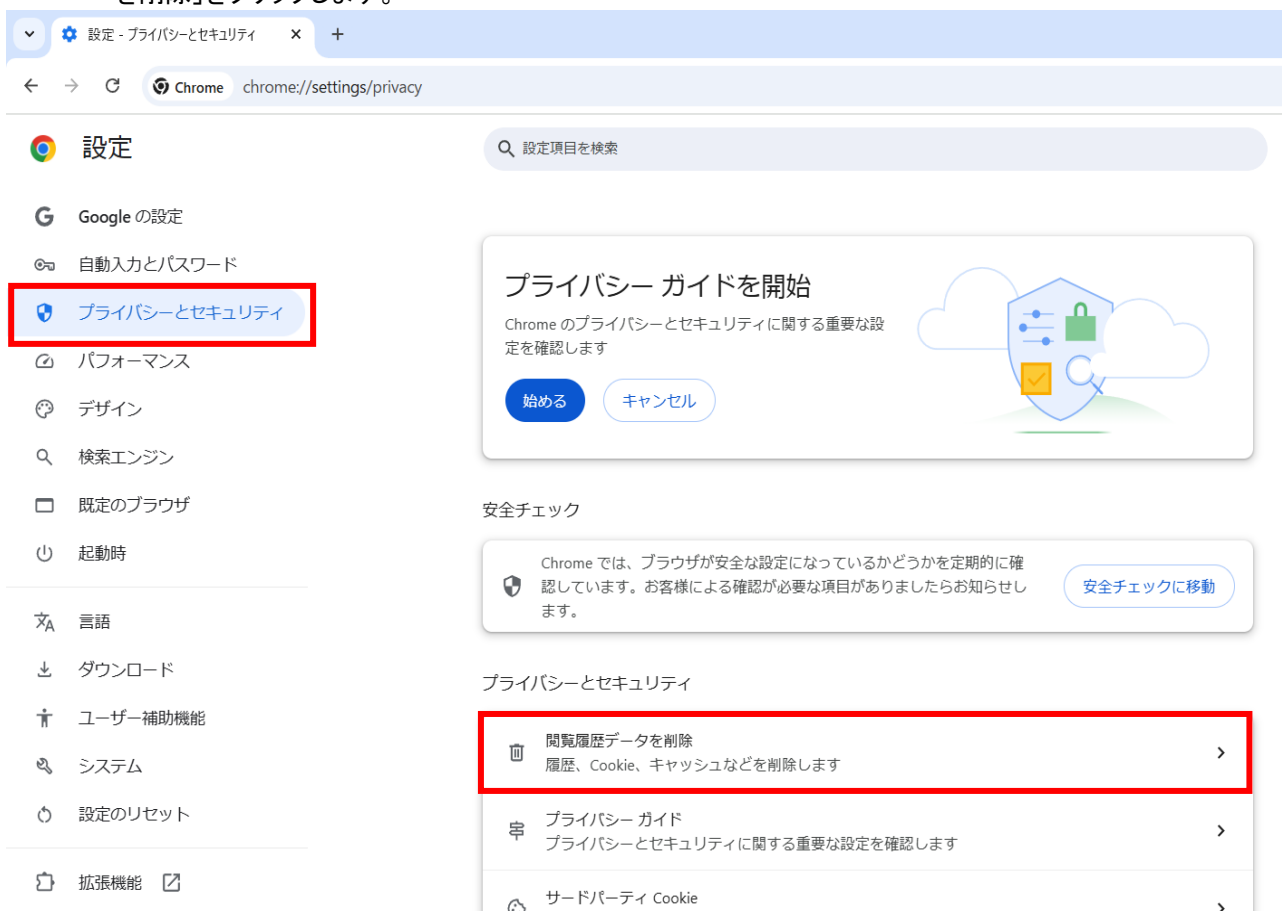 を削除」をクリックします。
設定 - プライバシーとセキュリティ
Chrome
chrome://settings/privacy
設定
設定項目を検索
Google の設定
自動入力とパスワード
プライバシーとセキュリティ
パフォーマンス
デザイン
検索エンジン
既定のブラウザ
起動時
言語
ダウンロード
ユーザー補助機能
システム
設定のリセット
拡張機能
プライバシー ガイドを開始
Chrome のプライバシーとセキュリティに関する重要な設
定を確認します
始める
キャンセル
安全チェック
Chrome では、ブラウザが安全な設定になっているかどうかを定期的に確
認しています。お客様による確認が必要な項目がありましたらお知らせし
ます。
安全チェックに移動
プライバシーとセキュリティ
閲覧履歴データを削除
履歴、Cookie、キャッシュなどを削除します
プライバシー ガイド
プライバシーとセキュリティに関する重要な設定を確認します
サードパーティ Cookie